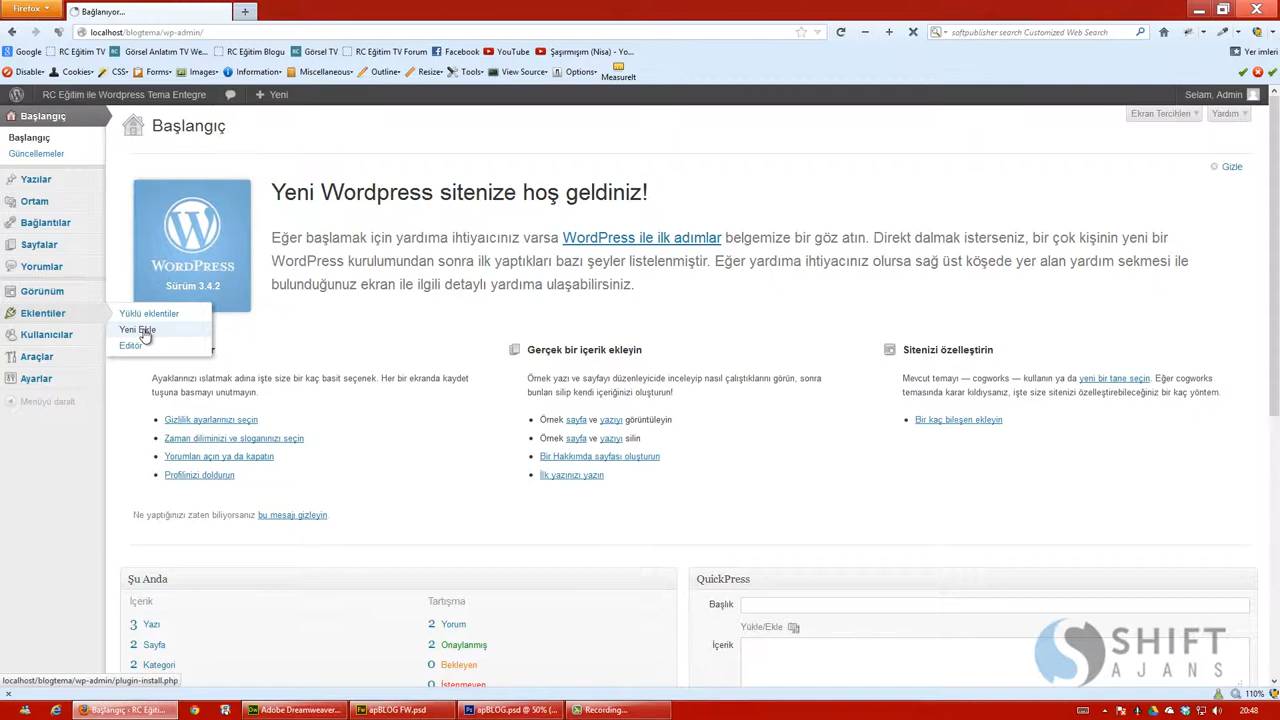 Firefox
Bağlanıyor...
localhost/blogtema/wp-admin/
softpublisher search Customized Web Search
Google RC Eğitim TV Görsel Anlatım TV We... RC Eğitim Blogu Görsel TV RC Eğitim TV Forum Facebook YouTube Şaşırmışım (Nisa) - Yo... Yer imleri
Disable Cookies CSS Forms Images Information Miscellaneous Outline Resize Tools View Source Options MeasureIt
RC Eğitim ile Wordpress Tema Entegre Yeni Selam, Admin
Ekran Tercihleri Yardım
Başlangıç
Başlangıç
Güncellemeler
Yazılar
Ortam
Bağlantılar
Sayfalar
Yorumlar
Görünüm
Eklentiler
Kullanıcılar
Araçlar
Ayarlar
Menüyü daralt
Yüklü eklentiler
Yeni Ekle
Editör
Başlangıç
Gizle
WORDPRESS
Sürüm 3.4.2
Yeni Wordpress sitenize hoş geldiniz!
Eğer başlamak için yardıma ihtiyacınız varsa WordPress ile ilk adımlar belgemize bir göz atın. Direkt dalmak isterseniz, bir çok kişinin yeni bir
WordPress kurulumundan sonra ilk yaptıkları bazı şeyler listelenmiştir. Eğer yardıma ihtiyacınız olursa sağ üst köşede yer alan yardım sekmesi ile
bulunduğunuz ekran ile ilgili detaylı yardıma ulaşabilirsiniz.
Ayaklarınızı ıslatmak adına işte size bir kaç basit seçenek. Her bir ekranda kaydet
tuşuna basmayı unutmayın.
Gizlilik ayarlarınızı seçin
Zaman diliminizi ve sloganınızı seçin
Yorumları açın ya da kapatın
Profilinizi doldurun
Gerçek bir içerik ekleyin
Örnek yazı ve sayfayı düzenleyicide inceleyip nasıl çalıştıklarını görün, sonra
bunları silin kendi içeriğinizi oluşturun!
Örnek sayfa ve yazıyı görüntüleyin
Örnek sayfa ve yazıyı silin
Bir Hakkımda sayfası oluşturun
İlk yazınızı yazın
Sitenizi özelleştirin
Mevcut temayı — cogworks — kullanın ya da yeni bir tane seçin. Eğer cogworks
temasında karar kıldıysanız, işte size sitenizi özelleştirebileceğiniz bir kaç yöntem.
Bir kaç bileşen ekleyin
Ne yaptığınızı zaten biliyorsanız bu mesajı gizleyin.
Şu Anda
İçerik Tartışma
3 Yazı 2 Yorum
2 Sayfa 2 Onaylanmış
2 Kategori 0 Bekleyen
0 İstenmeyen
QuickPress
Başlık
Yükle/Ekle
İçerik
SHIFT
AJANS
localhost/blogtema/wp-admin/plugin-install.php
110%
Başlangıç ‹ RC Eğiti... Adobe Dreamweaver... apBLOG FW.psd apBLOG.psd @ 50% (... Recording... 20:48